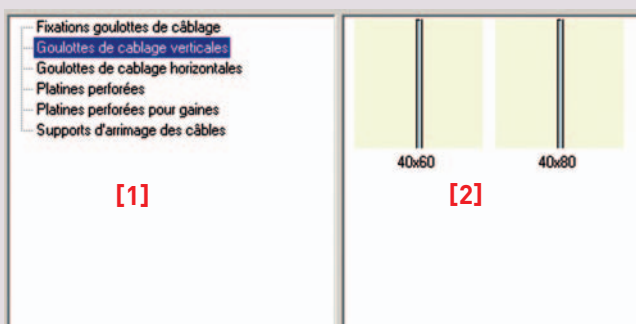 Fixations goulottes de câblage
Goulottes de cablage verticales
Goulottes de cablage horizontales
Platines perforées
Platines perforées pour gaines
Supports d'arrimage des câbles
[1]
40x60
40x80
[2]